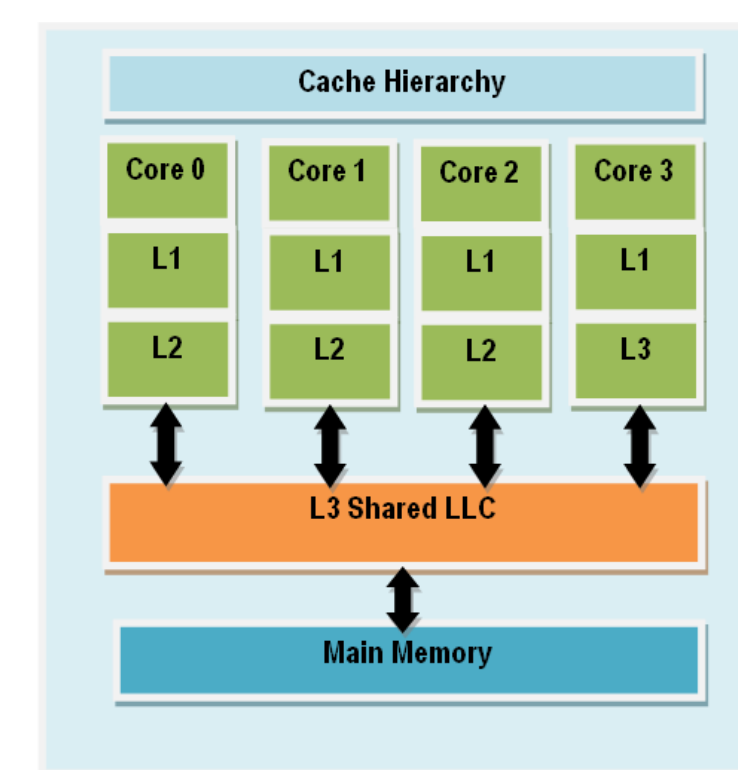 Cache Hierarchy
Core 0
Core 1
Core 2
Core 3
L1
L1
L1
L1
L2
L2
L2
L3
L3 Shared LLC
Main Memory